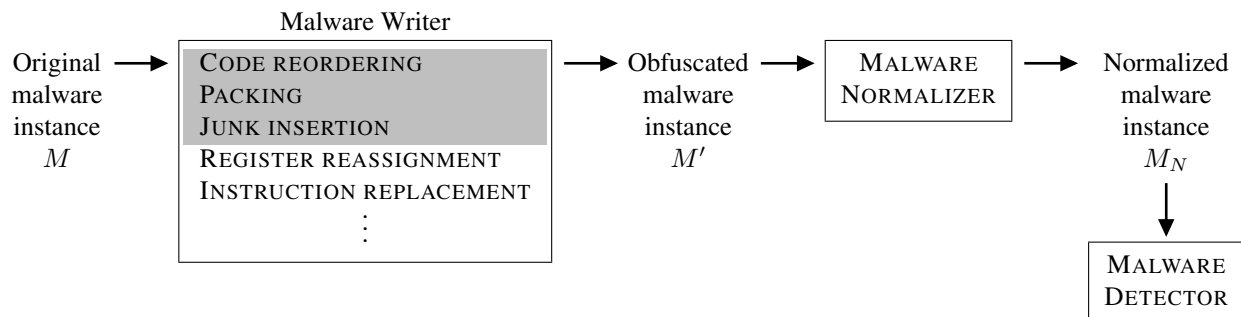 Malware Writer
Original
malware
instance
M
CODE REORDERING
PACKING
JUNK INSERTION
REGISTER REASSIGNMENT
INSTRUCTION REPLACEMENT
⋮
Obfuscated
malware
instance
M′
MALWARE
NORMALIZER
Normalized
malware
instance
M_N
MALWARE
DETECTOR